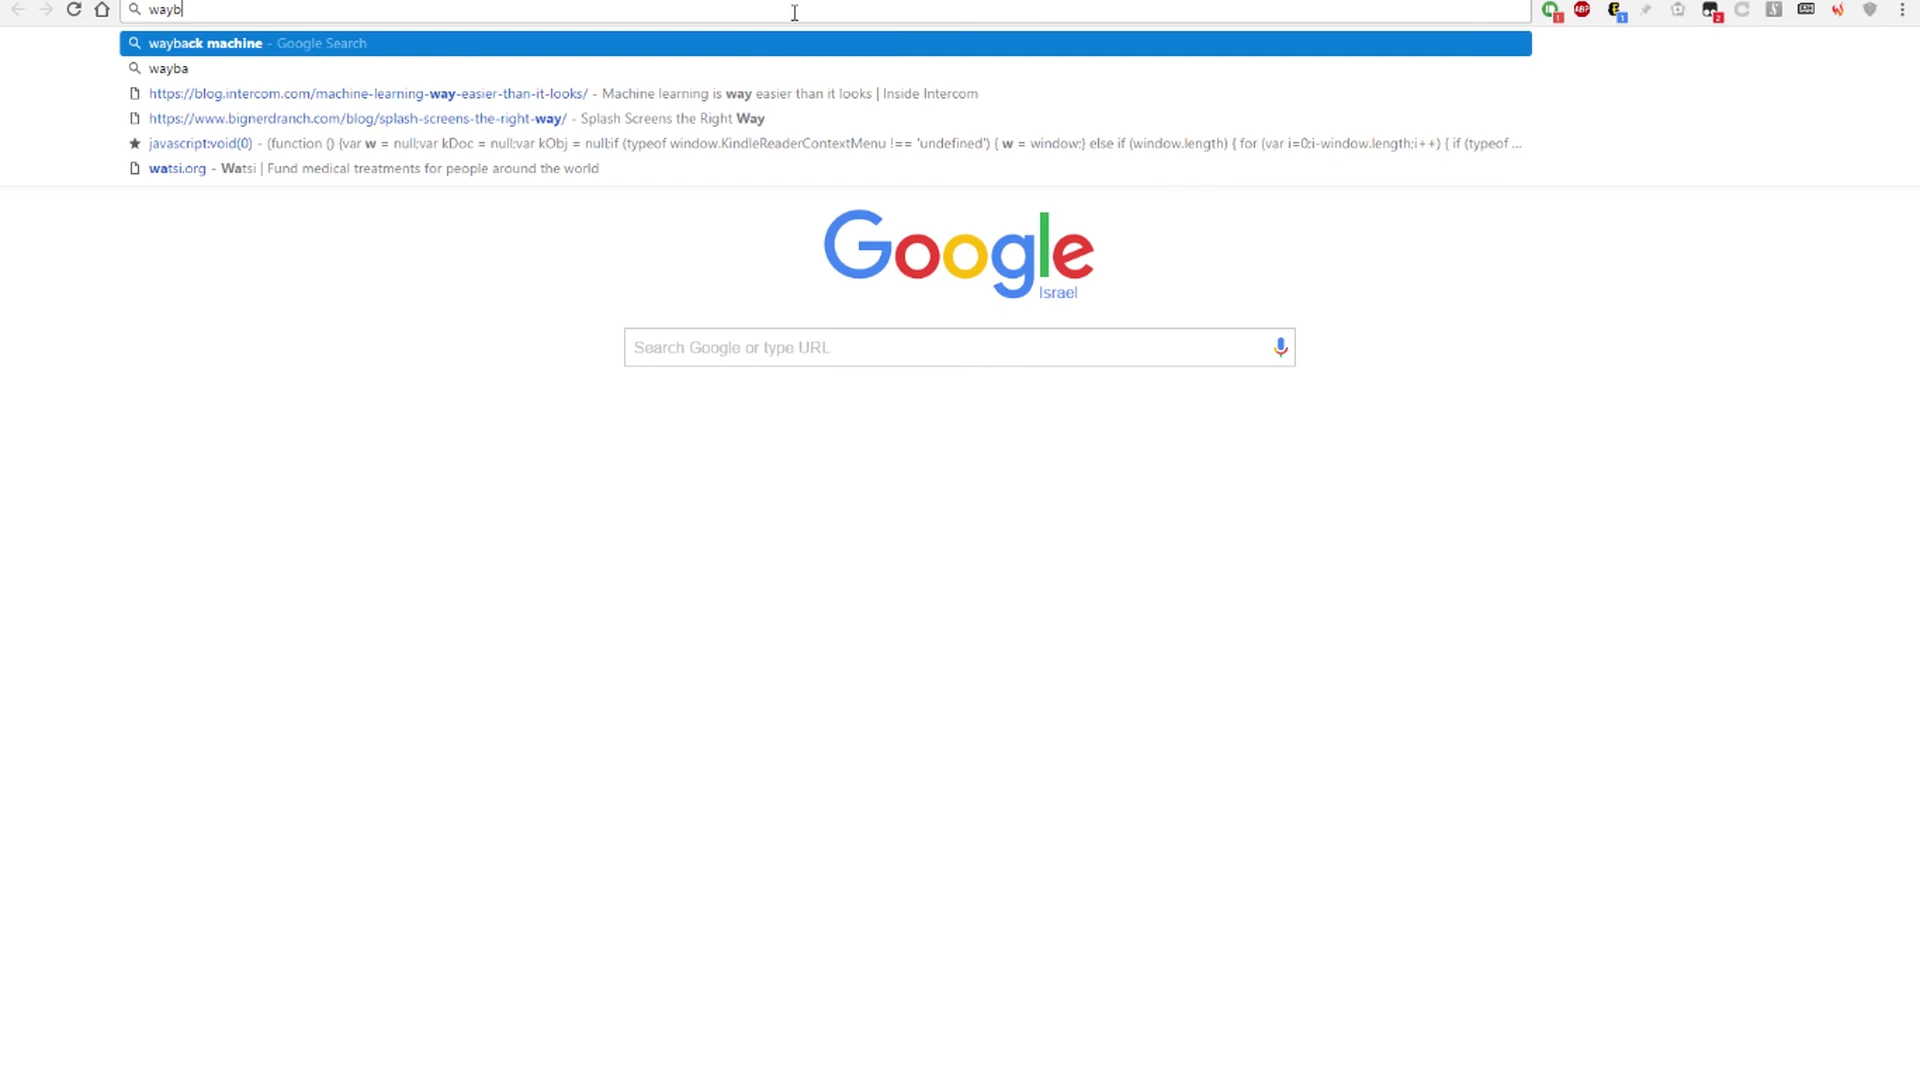 wayb
wayback machine - Google Search
wayba
https://blog.intercom.com/machine-learning-way-easier-than-it-looks/ - Machine learning is way easier than it looks | Inside Intercom
https://www.bignerdranch.com/blog/splash-screens-the-right-way/ - Splash Screens the Right Way
javascript:void(0) - (function () {var w = null;var kDoc = null;var kObj = null;if (typeof window.KindleReaderContextMenu !== 'undefined') { w = window;} else if (window.length) { for (var i=0;i-window.length;i++) { if (typeof ...
watsi.org - Watsi | Fund medical treatments for people around the world
Google
Israel
Search Google or type URL
ABP
1
1
2